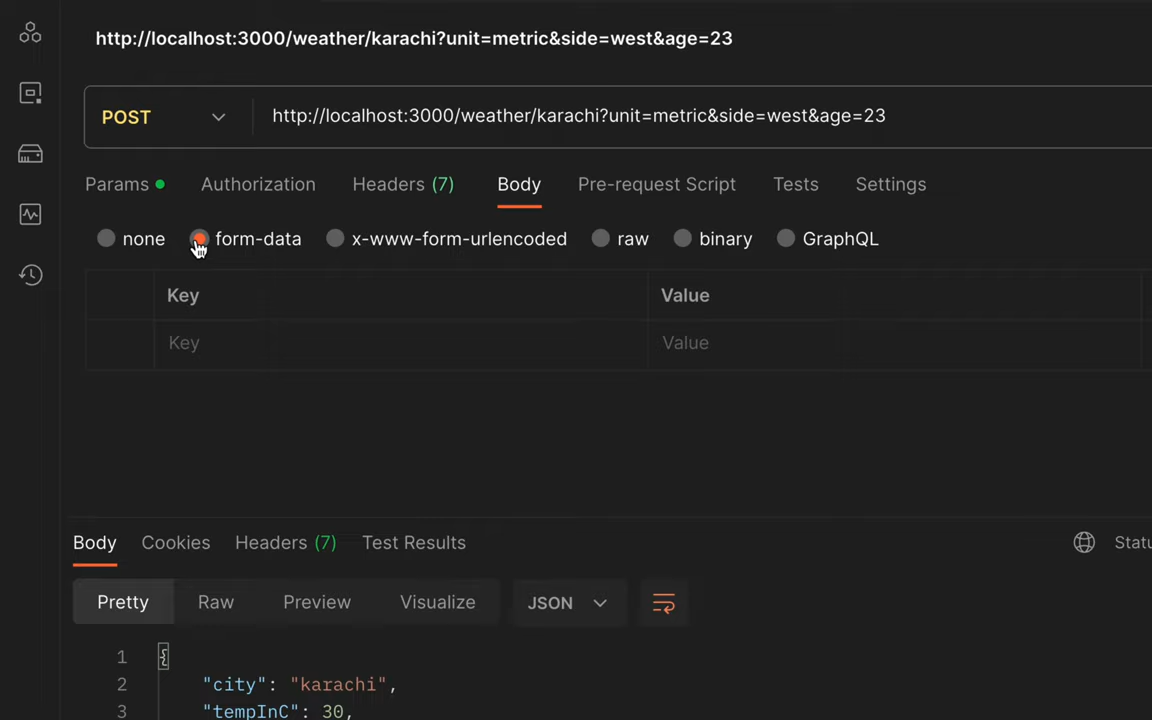 http://localhost:3000/weather/karachi?unit=metric&side=west&age=23
POST http://localhost:3000/weather/karachi?unit=metric&side=west&age=23
Params Authorization Headers (7) Body Pre-request Script Tests Settings
none form-data x-www-form-urlencoded raw binary GraphQL
Key Value
Key Value
Body Cookies Headers (7) Test Results
Pretty Raw Preview Visualize JSON
1 {
2 "city": "karachi",
3 "tempInC": 30,